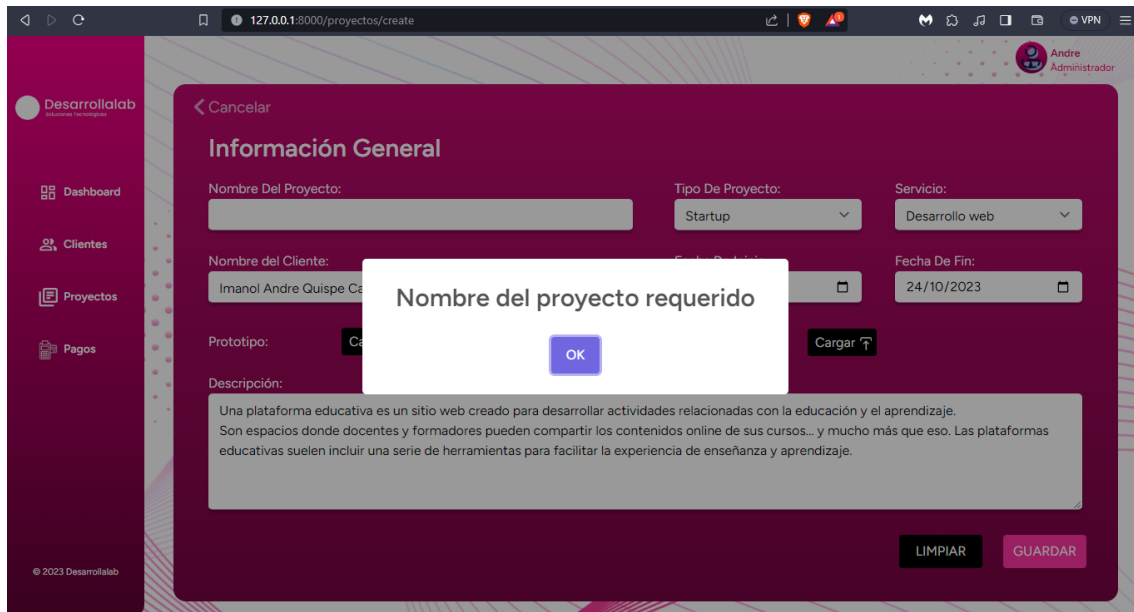 127.0.0.1:8000/proyectos/create
VPN
Andre
Administrador
Desarrollalab
Soluciones Tecnológicas
Dashboard
Clientes
Proyectos
Pagos
© 2023 Desarrollalab
Cancelar
Información General
Nombre Del Proyecto:
Tipo De Proyecto:
Servicio:
Startup
Desarrollo web
Nombre del Cliente:
Fecha De Fin:
Imanol Andre Quispe
24/10/2023
Nombre del proyecto requerido
OK
Prototipo:
Cargar
Descripción:
Una plataforma educativa es un sitio web creado para desarrollar actividades relacionadas con la educación y el aprendizaje.
Son espacios donde docentes y formadores pueden compartir los contenidos online de sus cursos... y mucho más que eso. Las plataformas
educativas suelen incluir una serie de herramientas para facilitar la experiencia de enseñanza y aprendizaje.
LIMPIAR
GUARDAR